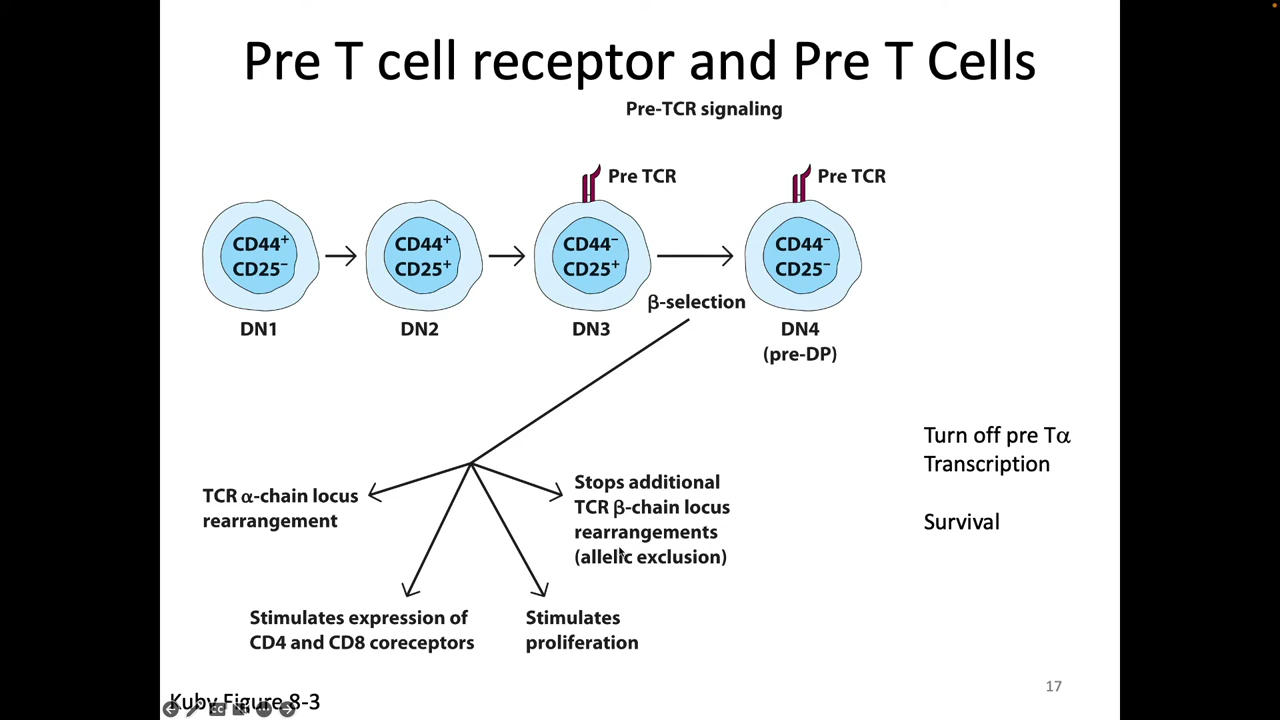 Pre T cell receptor and Pre T Cells
Pre-TCR signaling
Pre TCR
Pre TCR
CD44+
CD25−
CD44+
CD25+
CD44−
CD25+
CD44−
CD25−
β-selection
DN1
DN2
DN3
DN4
(pre-DP)
Turn off pre Tα
Transcription
Survival
TCR α-chain locus
rearrangement
Stops additional
TCR β-chain locus
rearrangements
(allelic exclusion)
Stimulates expression of
CD4 and CD8 coreceptors
Stimulates
proliferation
17
Kuby Figure 8-3